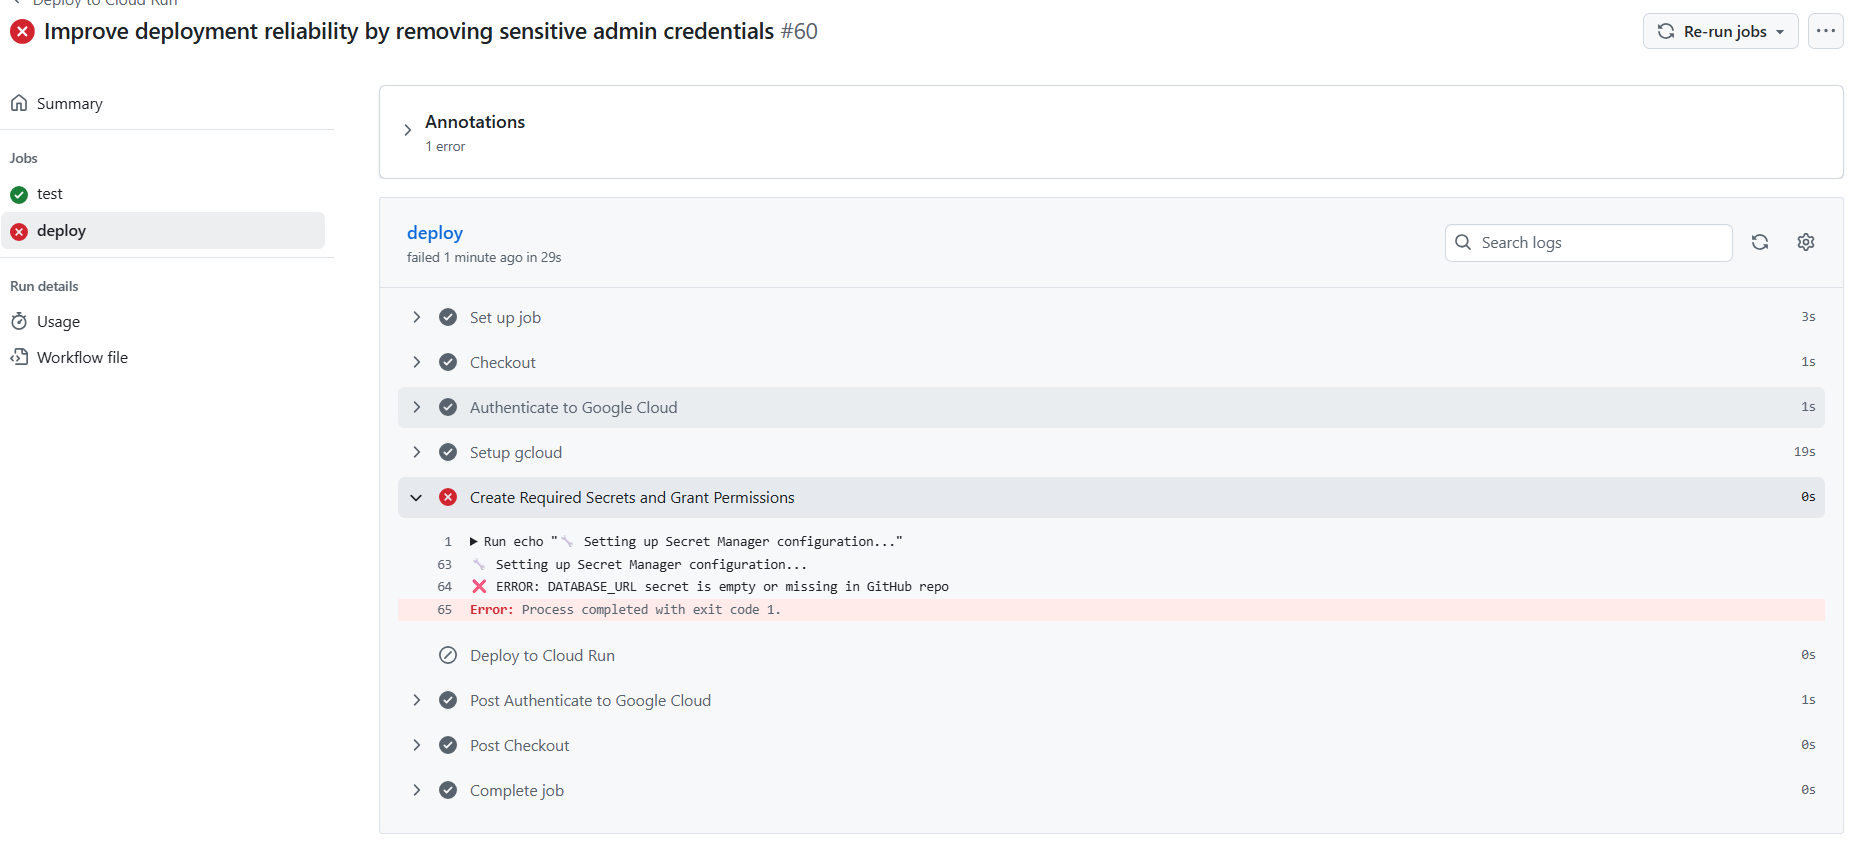 Deploy to Cloud Run
Improve deployment reliability by removing sensitive admin credentials #60
Re-run jobs
Summary
Jobs
test
deploy
Run details
Usage
Workflow file
Annotations
1 error
deploy
failed 1 minute ago in 29s
Search logs
Set up job 3s
Checkout 1s
Authenticate to Google Cloud 1s
Setup gcloud 19s
Create Required Secrets and Grant Permissions 0s
1 Run echo "🔧 Setting up Secret Manager configuration..."
63 🔧 Setting up Secret Manager configuration...
64 ❌ ERROR: DATABASE_URL secret is empty or missing in GitHub repo
65 Error: Process completed with exit code 1.
Deploy to Cloud Run 0s
Post Authenticate to Google Cloud 1s
Post Checkout 0s
Complete job 0s